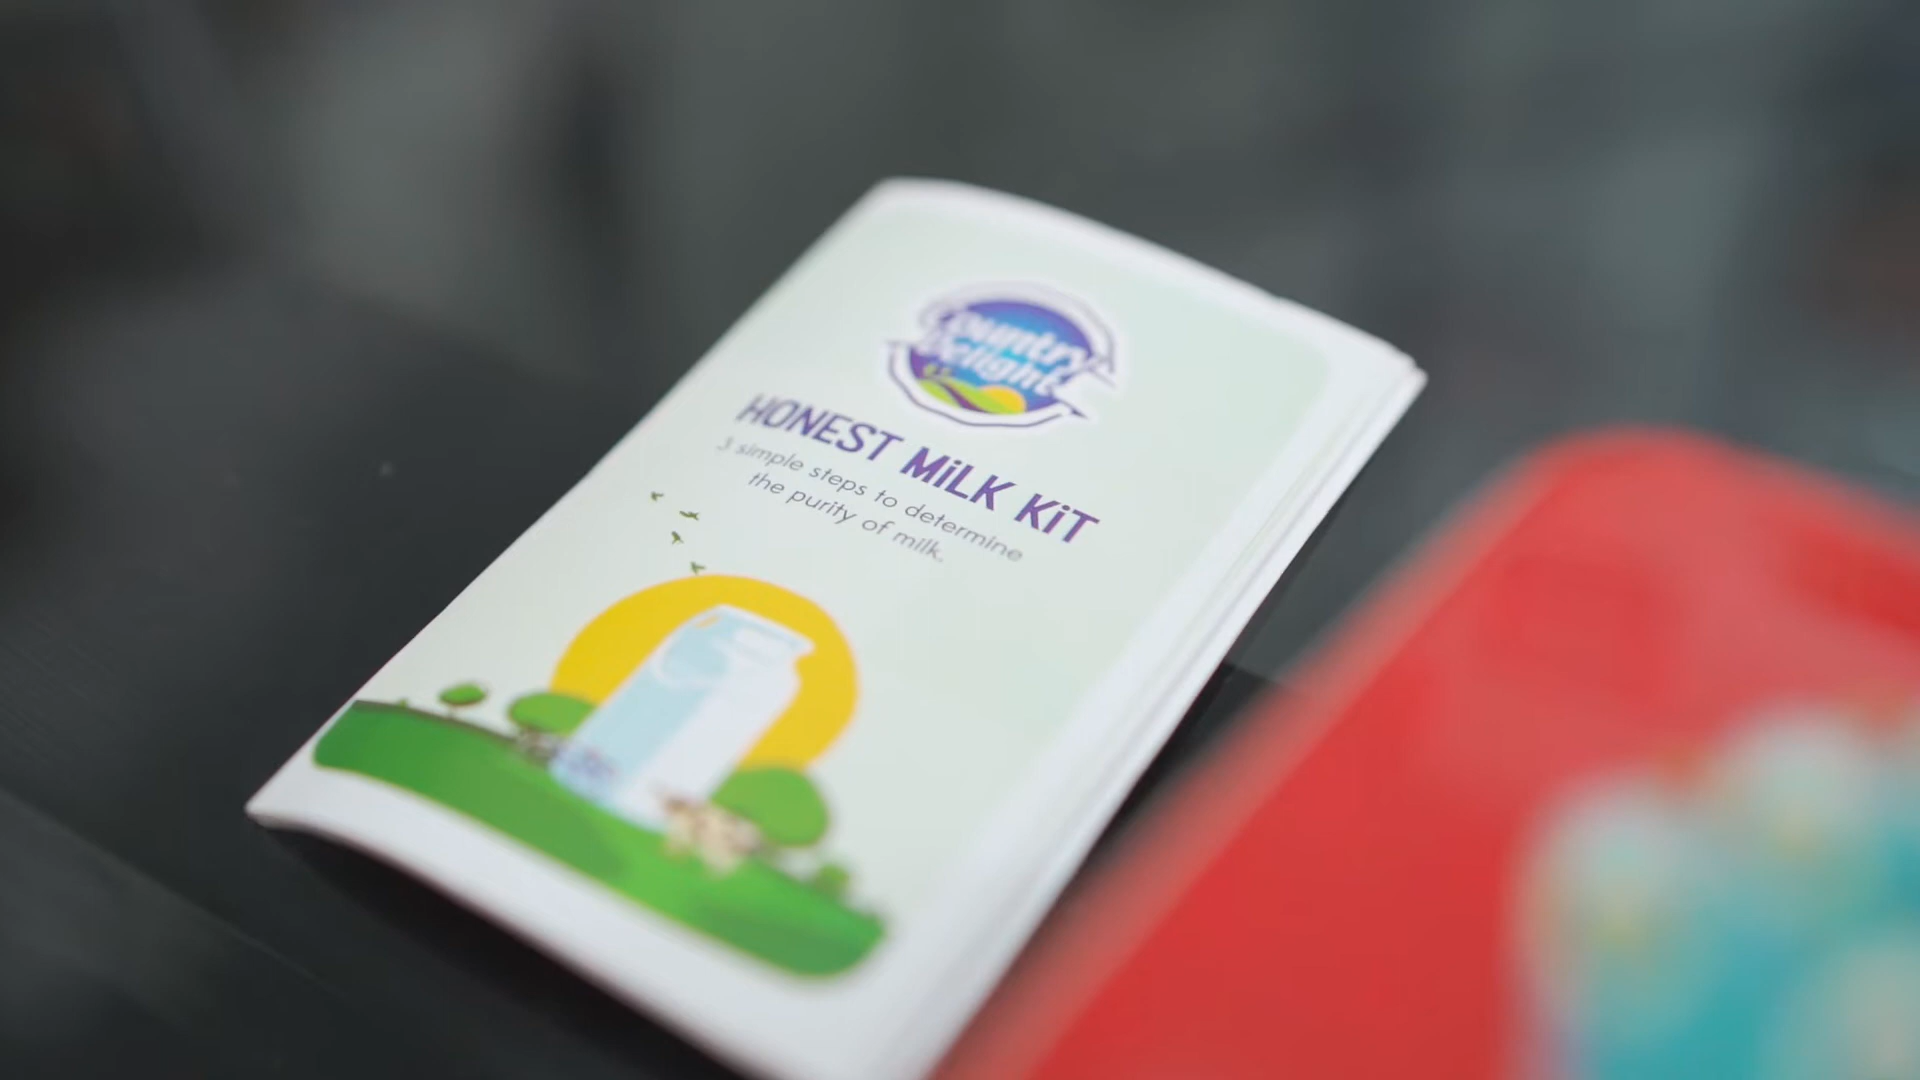 Country
Delight
HONEST MiLK KiT
3 simple steps to determine
the purity of milk.